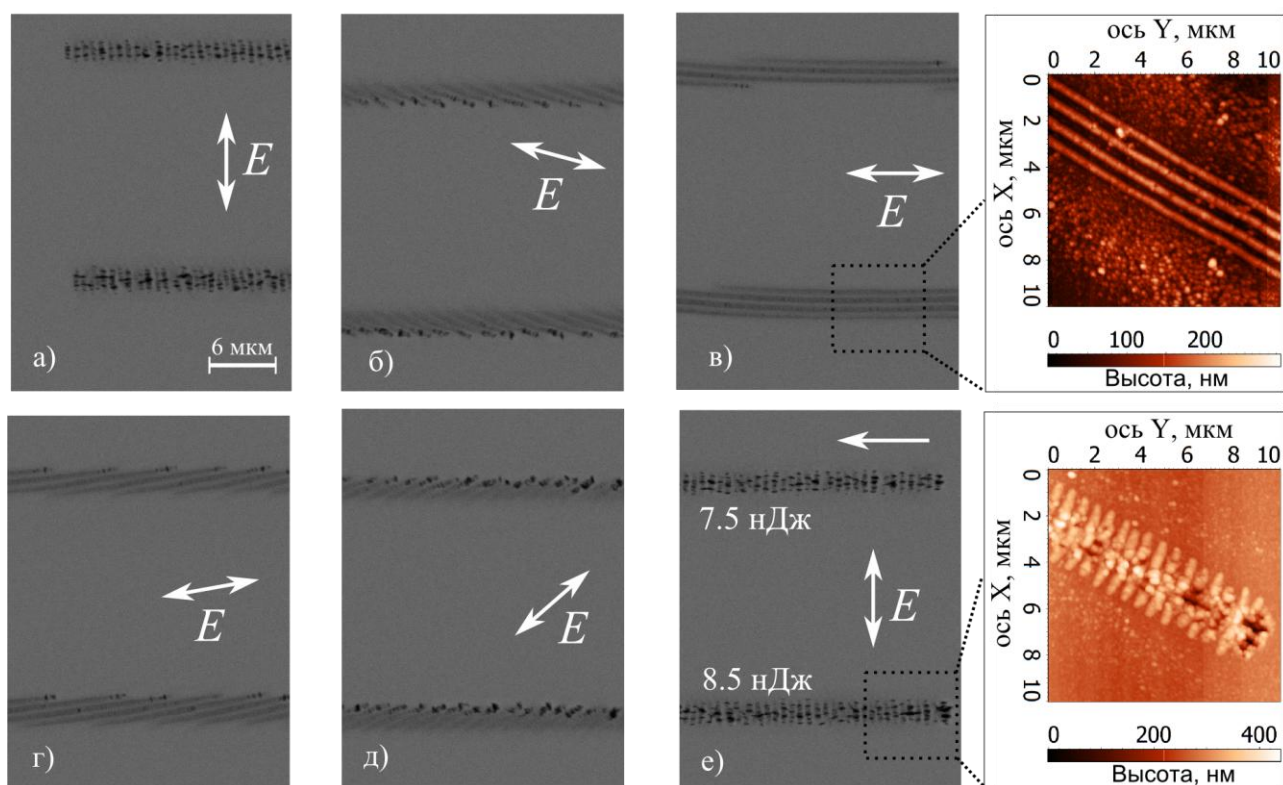 E
6 мкм
а)
E
б)
E
в)
ось Y, мкм
0 2 4 6 8 10
ось X, мкм
0 2 4 6 8 10
0 100 200
Высота, нм
E
г)
E
д)
7.5 нДж
E
8.5 нДж
е)
ось Y, мкм
0 2 4 6 8 10
ось X, мкм
0 2 4 6 8 10
0 200 400
Высота, нм